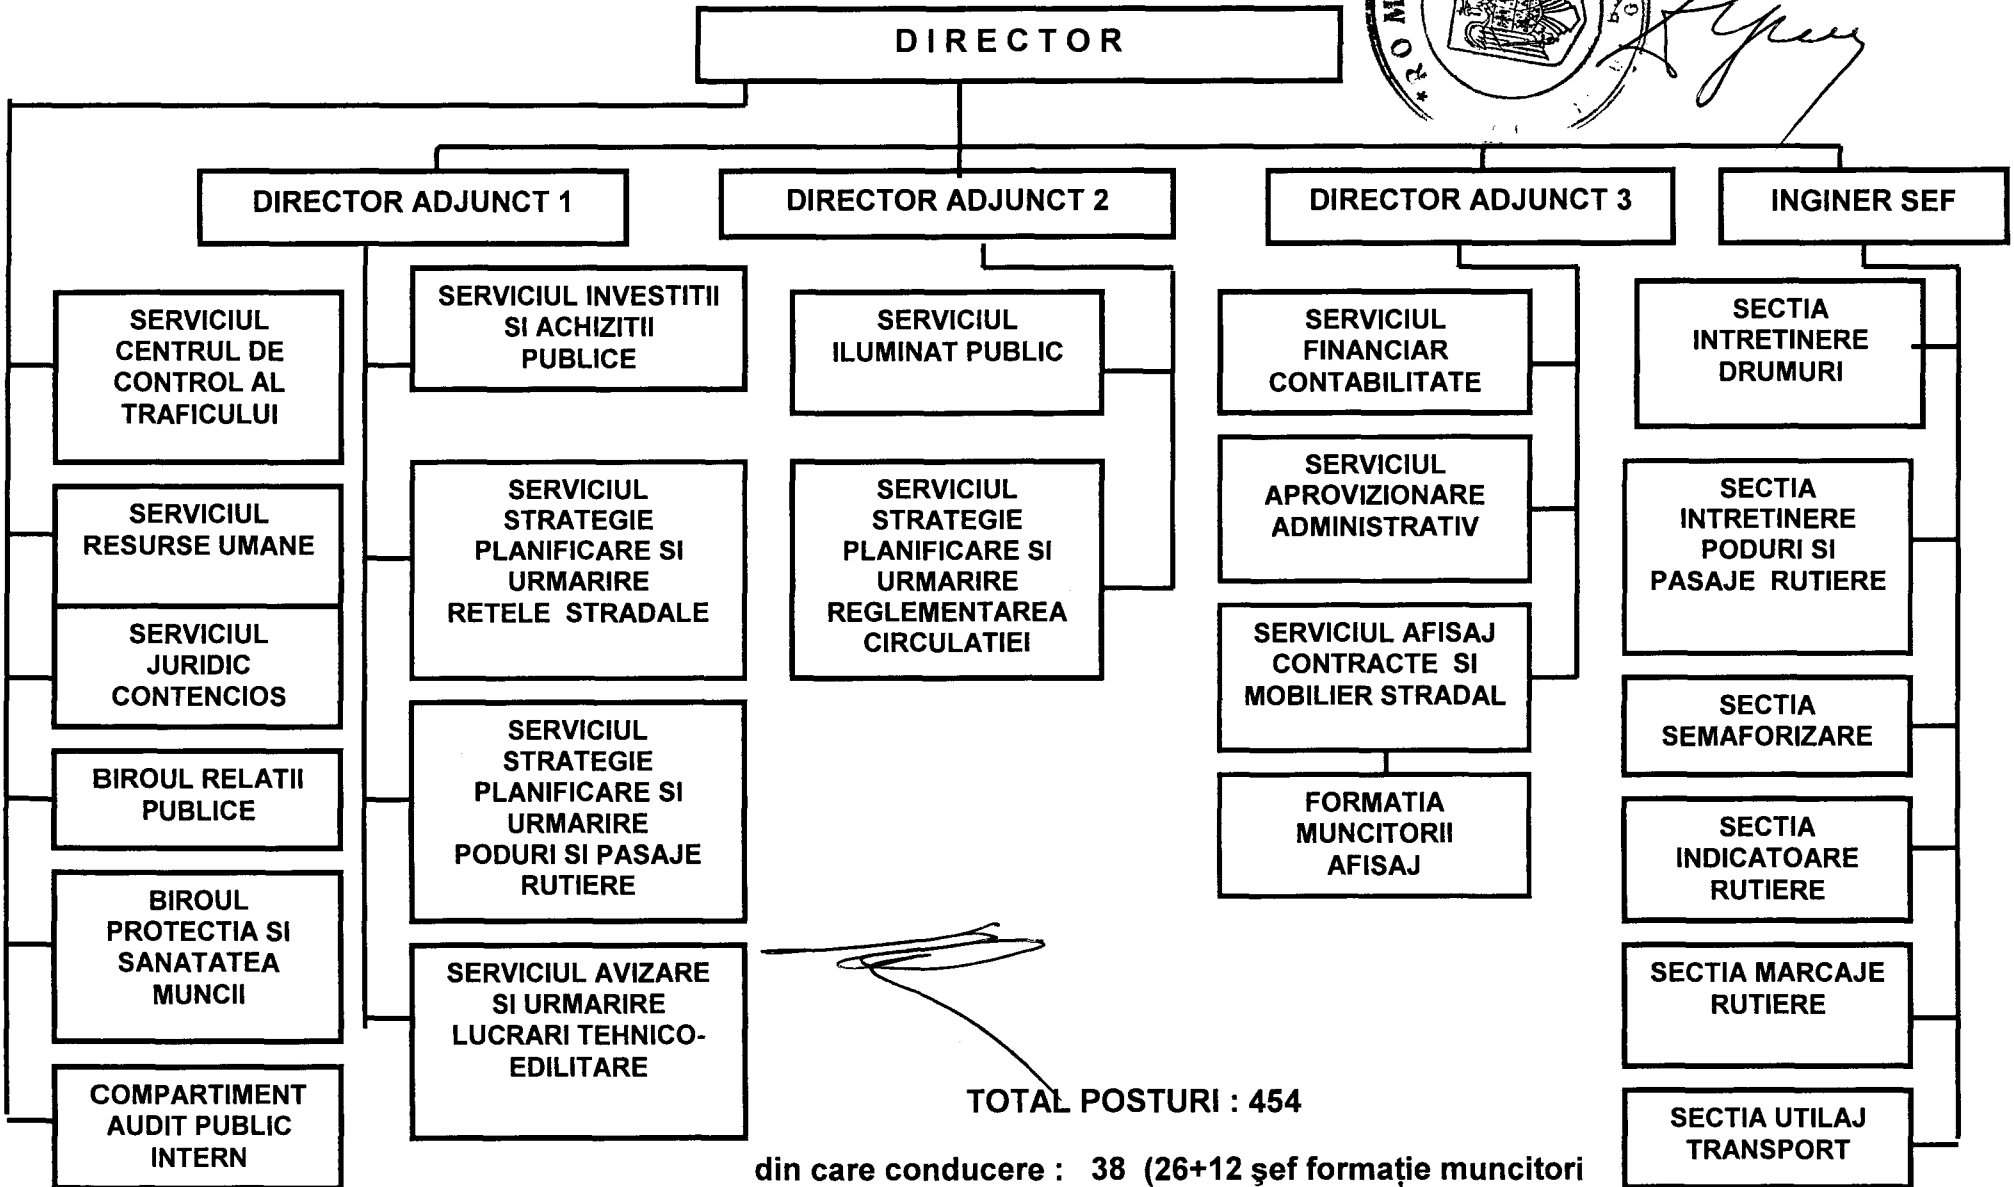 DIRECTOR
*RO M
DIRECTOR ADJUNCT 1
DIRECTOR ADJUNCT 2
DIRECTOR ADJUNCT 3
INGINER SEF
SERVICIUL
CENTRUL DE
CONTROL AL
TRAFICULUI
SERVICIUL
RESURSE UMANE
SERVICIUL
JURIDIC
CONTENCIOS
BIROUL RELATII
PUBLICE
BIROUL
PROTECTIA SI
SANATATEA
MUNCII
COMPARTIMENT
AUDIT PUBLIC
INTERN
SERVICIUL INVESTITII
SI ACHIZITII
PUBLICE
SERVICIUL
STRATEGIE
PLANIFICARE SI
URMARIRE
RETELE STRADALE
SERVICIUL
STRATEGIE
PLANIFICARE SI
URMARIRE
PODURI SI PASAJE
RUTIERE
SERVICIUL AVIZARE
SI URMARIRE
LUCRARI TEHNICO-
EDILITARE
SERVICIUL
ILUMINAT PUBLIC
SERVICIUL
STRATEGIE
PLANIFICARE SI
URMARIRE
REGLEMENTAREA
CIRCULATIEI
SERVICIUL
FINANCIAR
CONTABILITATE
SERVICIUL
APROVIZIONARE
ADMINISTRATIV
SERVICIUL AFISAJ
CONTRACTE SI
MOBILIER STRADAL
FORMATIA
MUNCITORII
AFISAJ
SECTIA
INTRETINERE
DRUMURI
SECTIA
INTRETINERE
PODURI SI
PASAJE RUTIERE
SECTIA
SEMAFORIZARE
SECTIA
INDICATOARE
RUTIERE
SECTIA MARCAJE
RUTIERE
SECTIA UTILAJ
TRANSPORT
TOTAL POSTURI : 454
din care conducere : 38 (26+12 şef formaţie muncitori